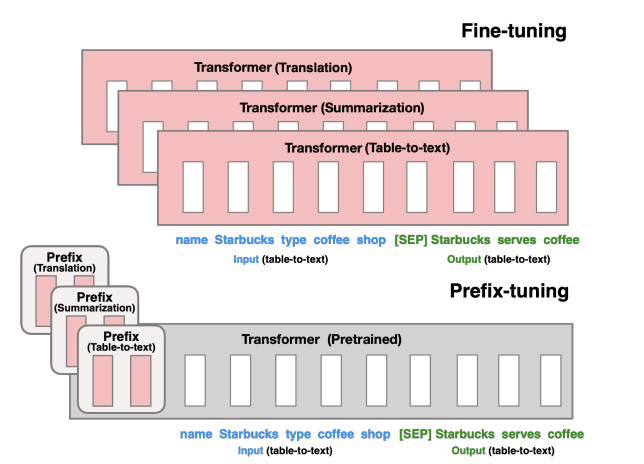 Fine-tuning
Transformer (Translation)
Transformer (Summarization)
Transformer (Table-to-text)
name Starbucks type coffee shop [SEP] Starbucks serves coffee
Input (table-to-text) Output (table-to-text)
Prefix-tuning
Prefix
(Translation)
Prefix
(Summarization)
Prefix
(Table-to-text)
Transformer (Pretrained)
name Starbucks type coffee shop [SEP] Starbucks serves coffee
Input (table-to-text) Output (table-to-text)